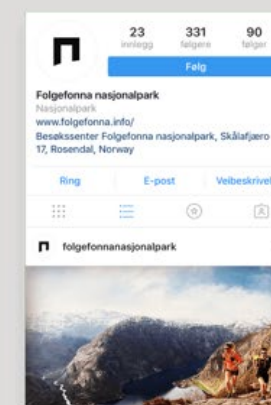 23 331 90
innlegg følgere følger
Følg
Folgefonna nasjonalpark
Nasjonalpark
www.folgefonna.info/
Besøkssenter Folgefonna nasjonalpark, Skålafjæro
17, Rosendal, Norway
Ring E-post Veibeskrivel
folgefonnanasjonalpark